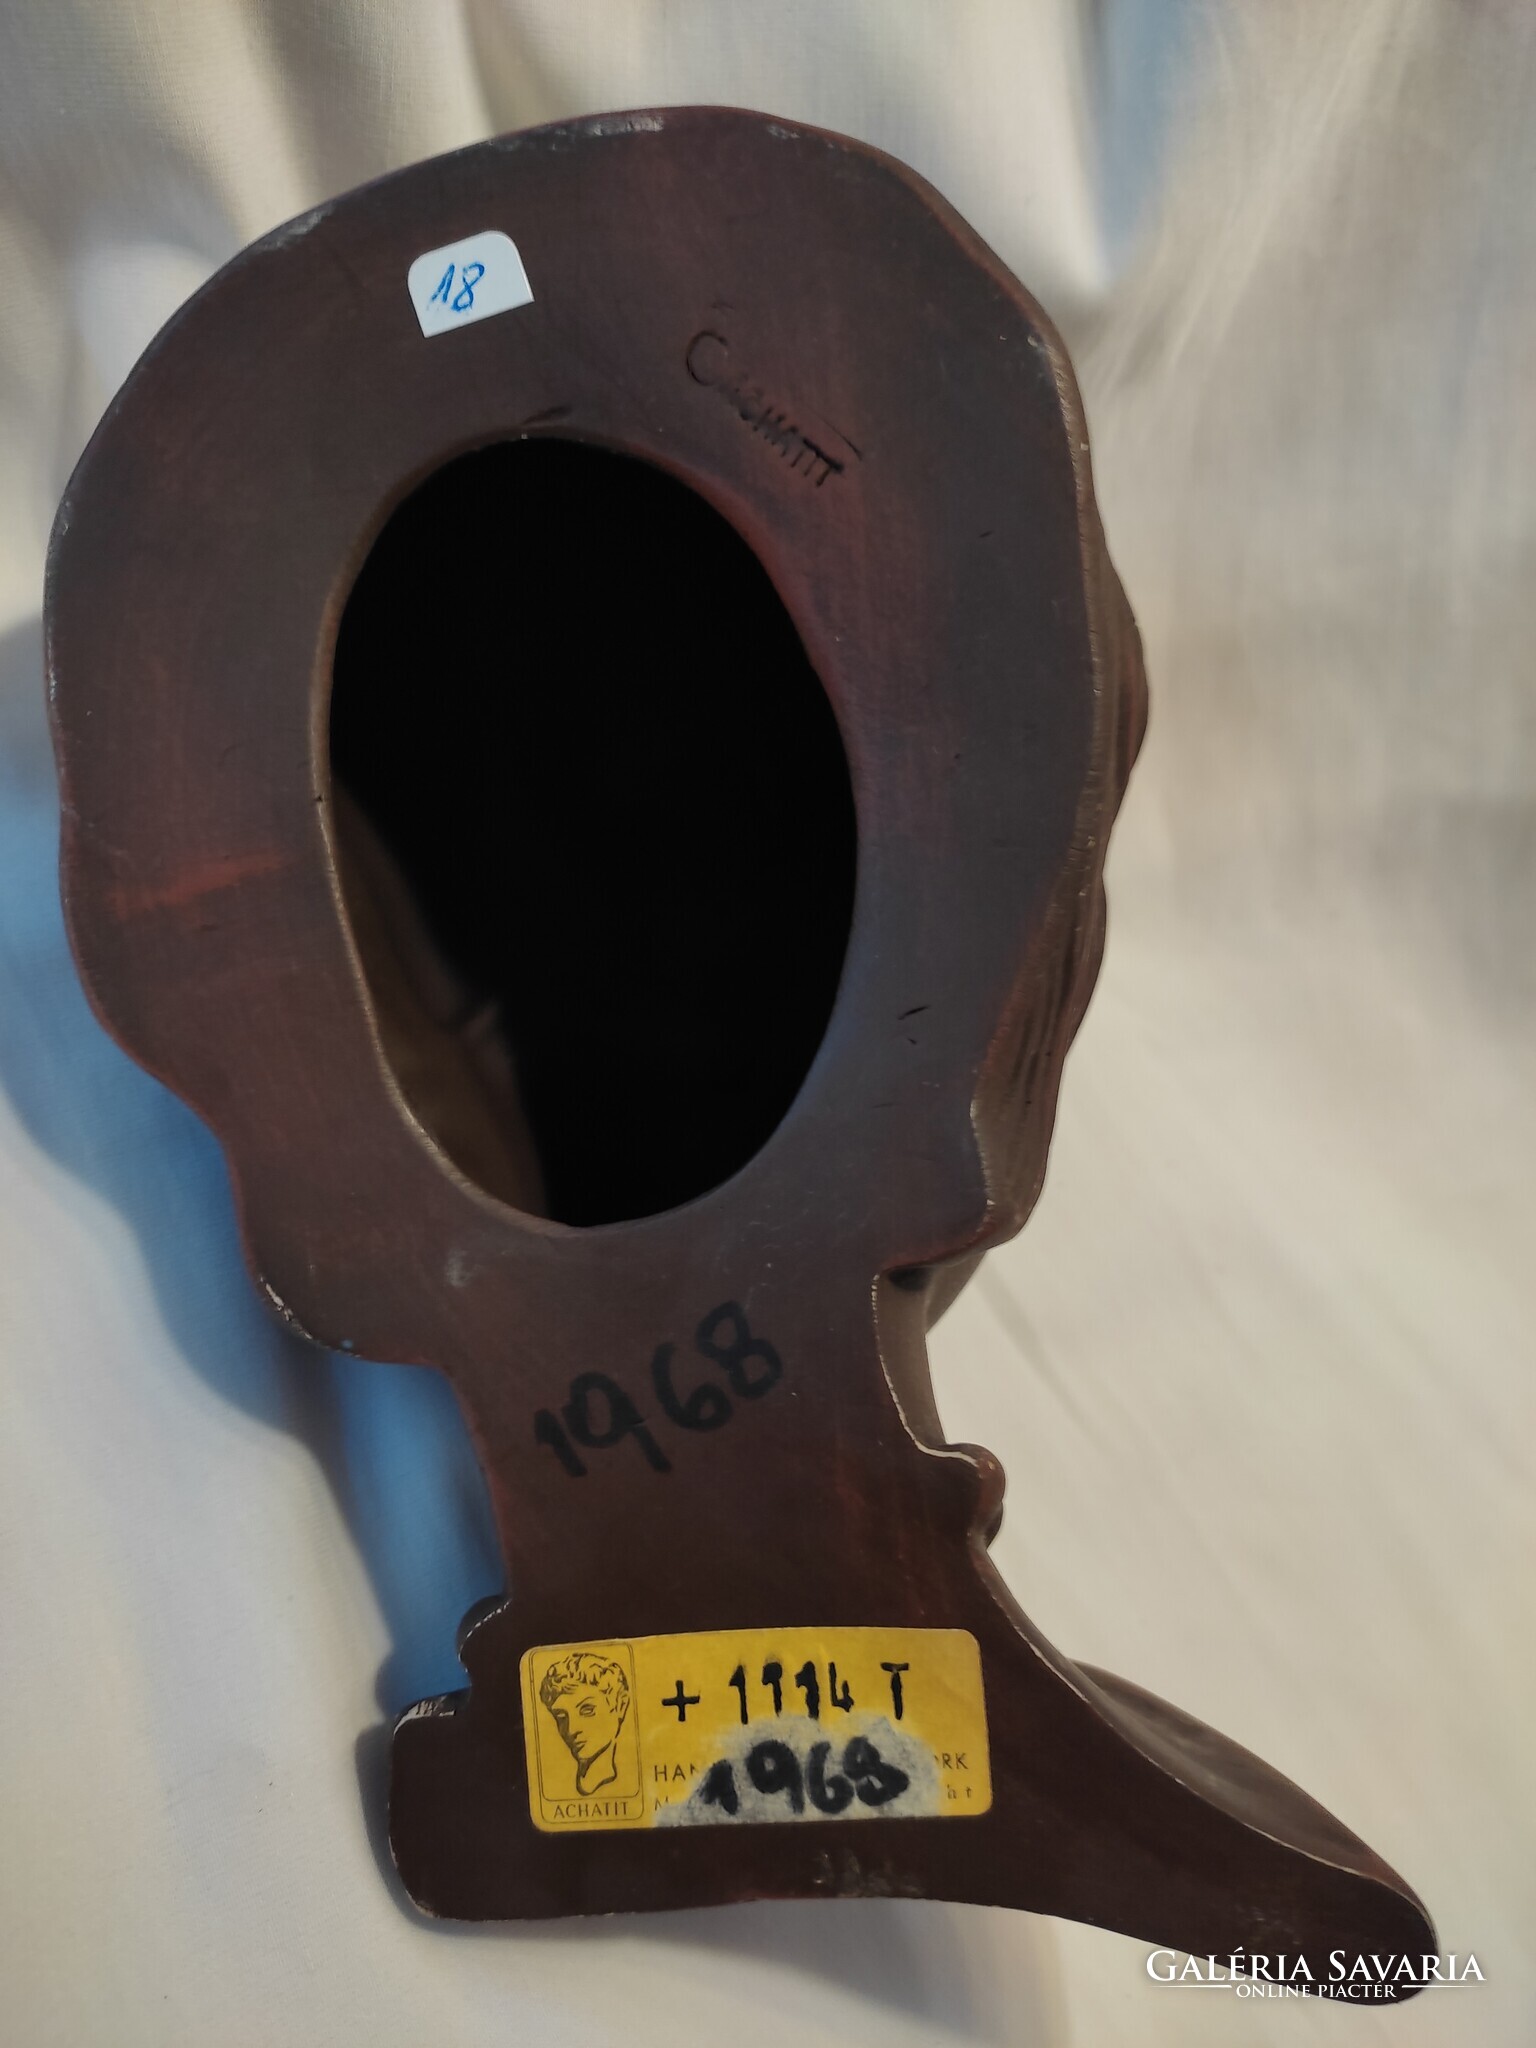 18
1968
+ 1114 T
1968
ACHATIT
GALÉRIA SAVARIA
ONLINE PIACTÉR